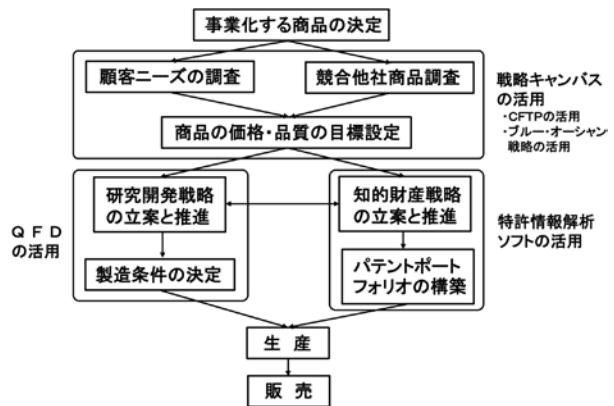 事業化する商品の決定
顧客ニーズの調査
競合他社商品調査
商品の価格・品質の目標設定
戦略キャンバス
の活用
・CFTPの活用
・ブルー・オーシャン
戦略の活用
研究開発戦略
の立案と推進
知的財産戦略
の立案と推進
QFD
の活用
製造条件の決定
パテントポート
フォリオの構築
特許情報解析
ソフトの活用
生 産
販 売